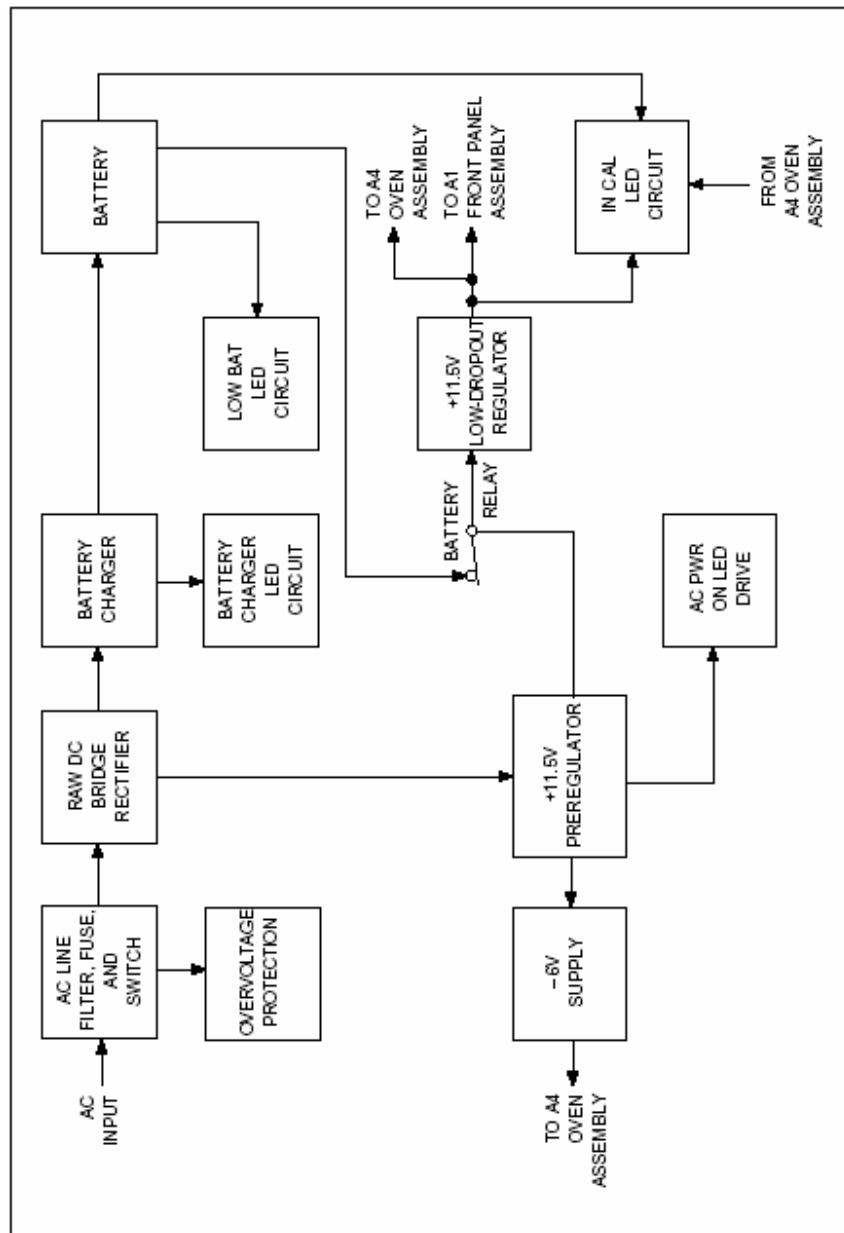 AC
INPUT
AC LINE
FILTER, FUSE,
AND
SWITCH
RAW DC
BRIDGE
RECTIFIER
BATTERY
CHARGER
BATTERY
OVERVOLTAGE
PROTECTION
BATTERY
CHARGER
LED
CIRCUIT
LOW BAT
LED
CIRCUIT
TO A4
OVEN
ASSEMBLY
TO A1
FRONT PANEL
ASSEMBLY
BATTERY
RELAY
+11.5V
LOW-DROPOUT
REGULATOR
TO A4
OVEN
ASSEMBLY
–6V
SUPPLY
+11.5V
PREREGULATOR
IN CAL
LED
CIRCUIT
AC PWR
ON LED
DRIVE
FROM
A4 OVEN
ASSEMBLY